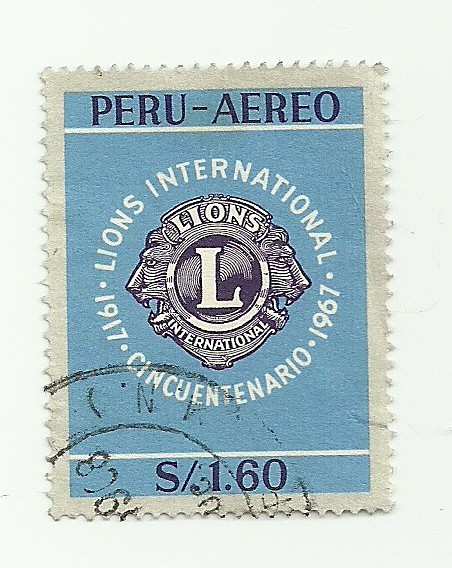 PERU-AEREO
· LIONS INTERNATIONAL ·
1917 · CINCUENTENARIO · 1967
LIONS
L
INTERNATIONAL
S/.1.60